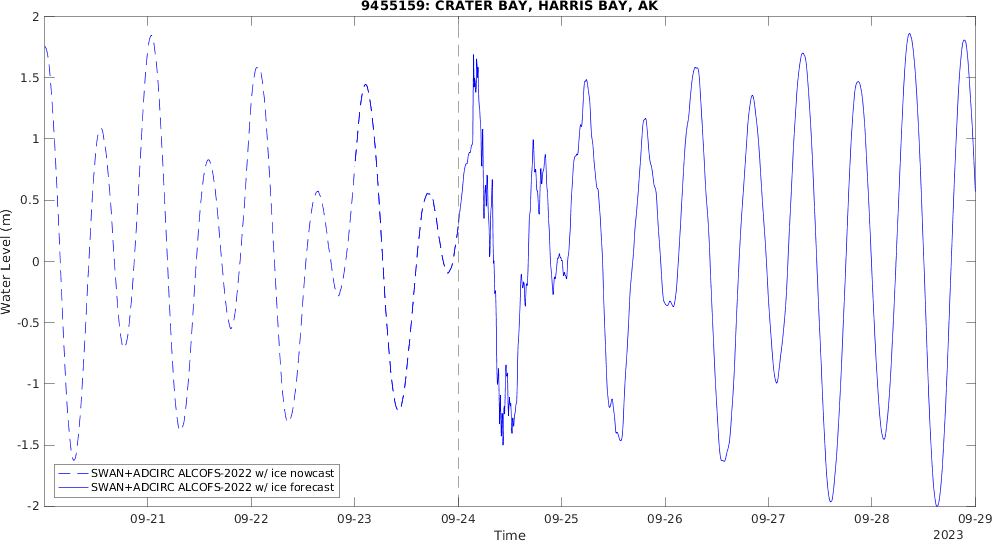 9455159: CRATER BAY, HARRIS BAY, AK
2
1.5
1
0.5
0
-0.5
-1
-1.5
-2
Water Level (m)
SWAN+ADCIRC ALCOFS-2022 w/ ice nowcast
SWAN+ADCIRC ALCOFS-2022 w/ ice forecast
09-21 09-22 09-23 09-24 09-25 09-26 09-27 09-28 09-29
Time
2023